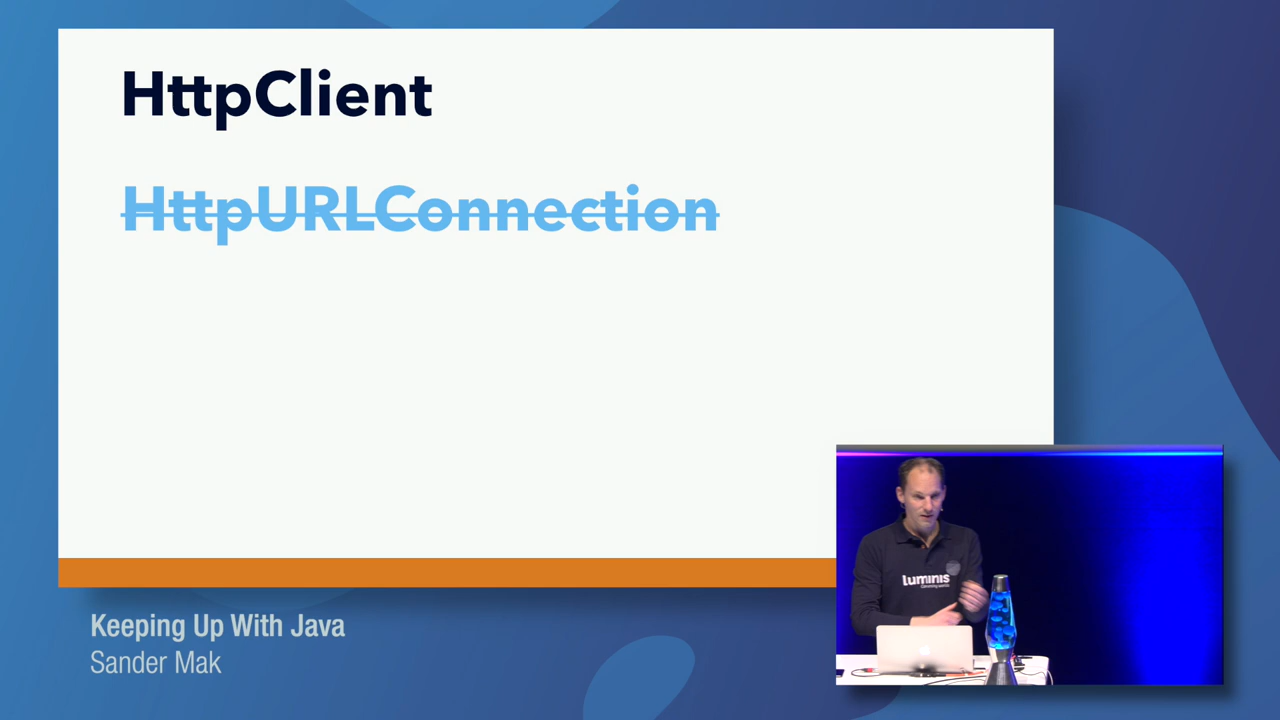 HttpClient
HttpURLConnection
luminis
Keeping Up With Java
Sander Mak